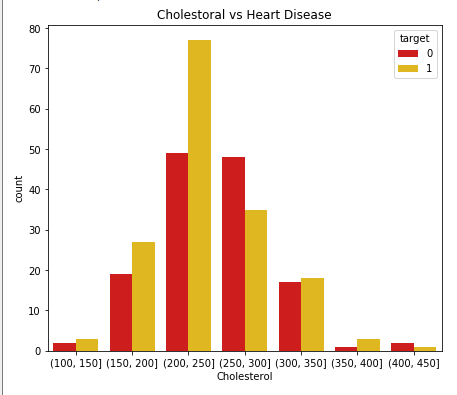 Cholestoral vs Heart Disease
target
0
1
80
70
60
50
40
30
20
10
0
count
(100, 150] (150, 200] (200, 250] (250, 300] (300, 350] (350, 400] (400, 450]
Cholesterol